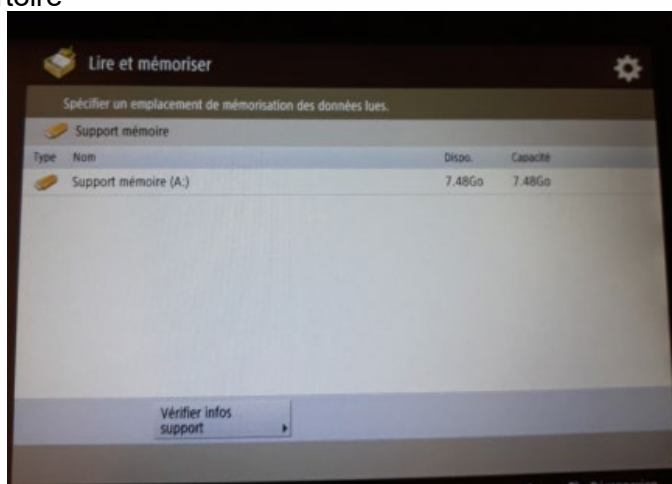 Lire et mémoriser
Spécifier un emplacement de mémorisation des données lues.
Support mémoire
Type Nom Dispo. Capacité
Support mémoire (A:) 7.48Go 7.48Go
Vérifier infos
support